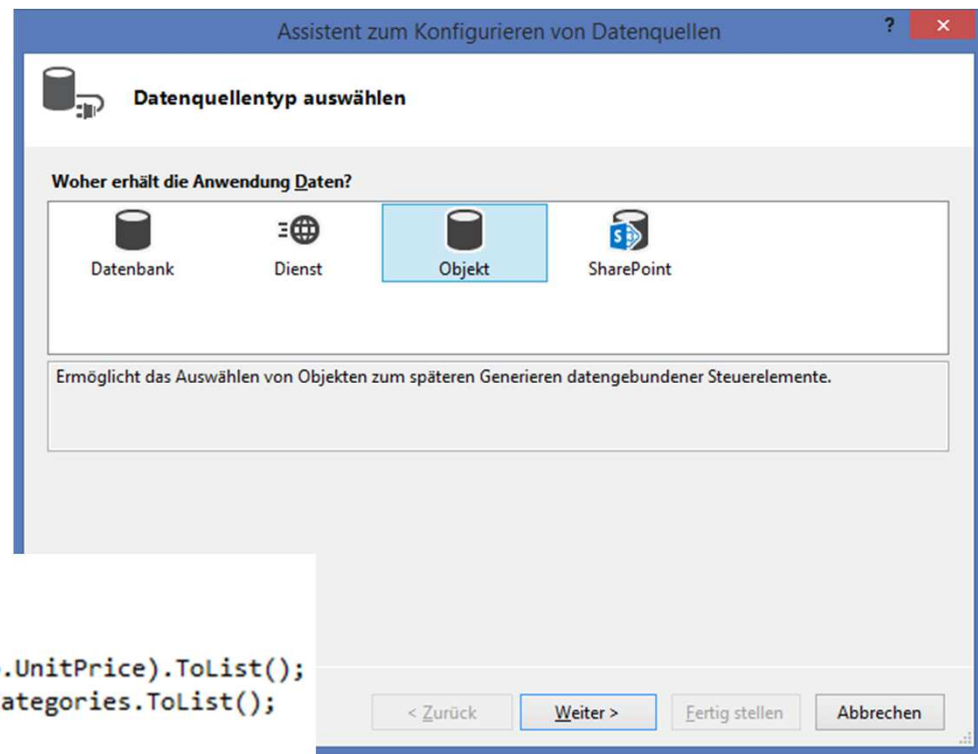 Assistent zum Konfigurieren von Datenquellen
?
Datenquellentyp auswählen
Woher erhält die Anwendung Daten?
Datenbank
Dienst
Objekt
SharePoint
Ermöglicht das Auswählen von Objekten zum späteren Generieren datengebundener Steuerelemente.
.UnitPrice).ToList();
ategories.ToList();
< Zurück
Weiter >
Fertig stellen
Abbrechen